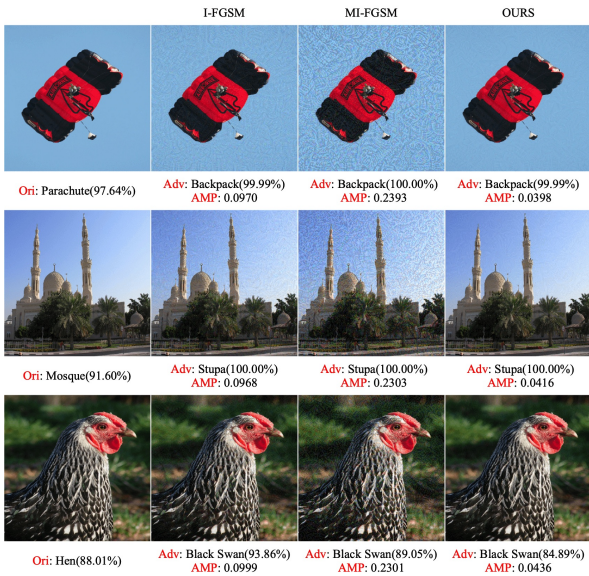 I-FGSM MI-FGSM OURS
Ori: Parachute(97.64%) Adv: Backpack(99.99%) Adv: Backpack(100.00%) Adv: Backpack(99.99%)
AMP: 0.0970 AMP: 0.2393 AMP: 0.0398
Ori: Mosque(91.60%) Adv: Stupa(100.00%) Adv: Stupa(100.00%) Adv: Stupa(100.00%)
AMP: 0.0968 AMP: 0.2303 AMP: 0.0416
Ori: Hen(88.01%) Adv: Black Swan(93.86%) Adv: Black Swan(89.05%) Adv: Black Swan(84.89%)
AMP: 0.0999 AMP: 0.2301 AMP: 0.0436